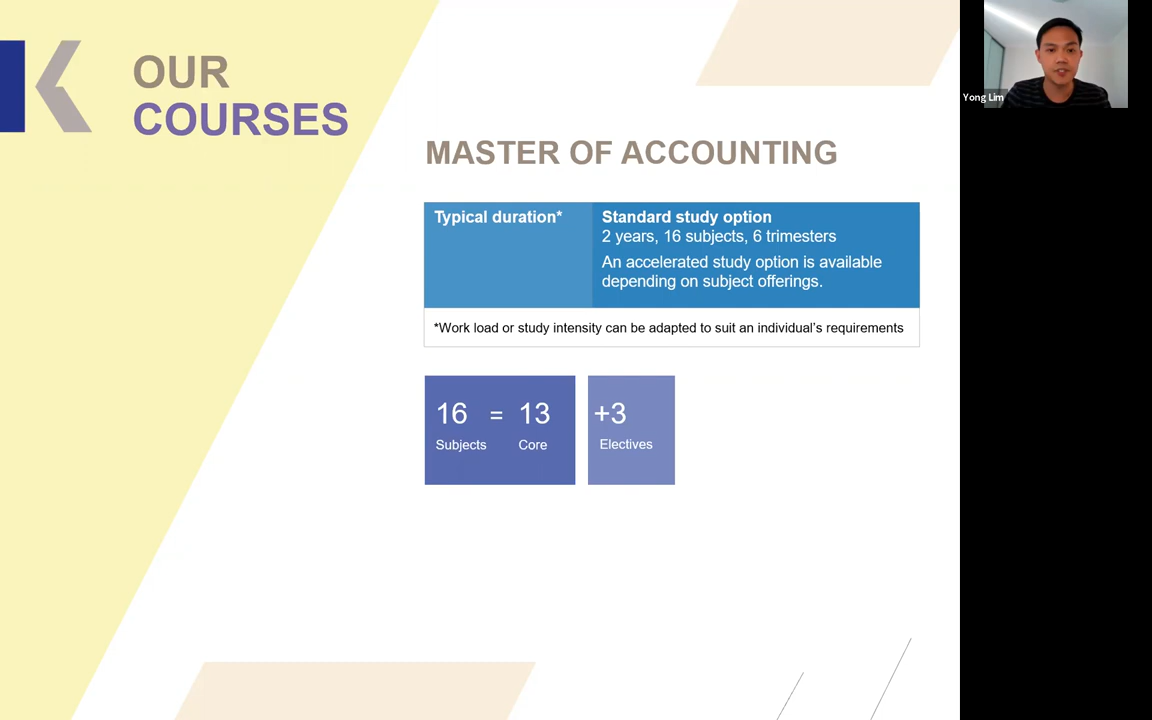 OUR
COURSES
Yong Lim
MASTER OF ACCOUNTING
Typical duration*
Standard study option
2 years, 16 subjects, 6 trimesters
An accelerated study option is available
depending on subject offerings.
*Work load or study intensity can be adapted to suit an individual’s requirements
16 = 13
Subjects Core
+3
Electives